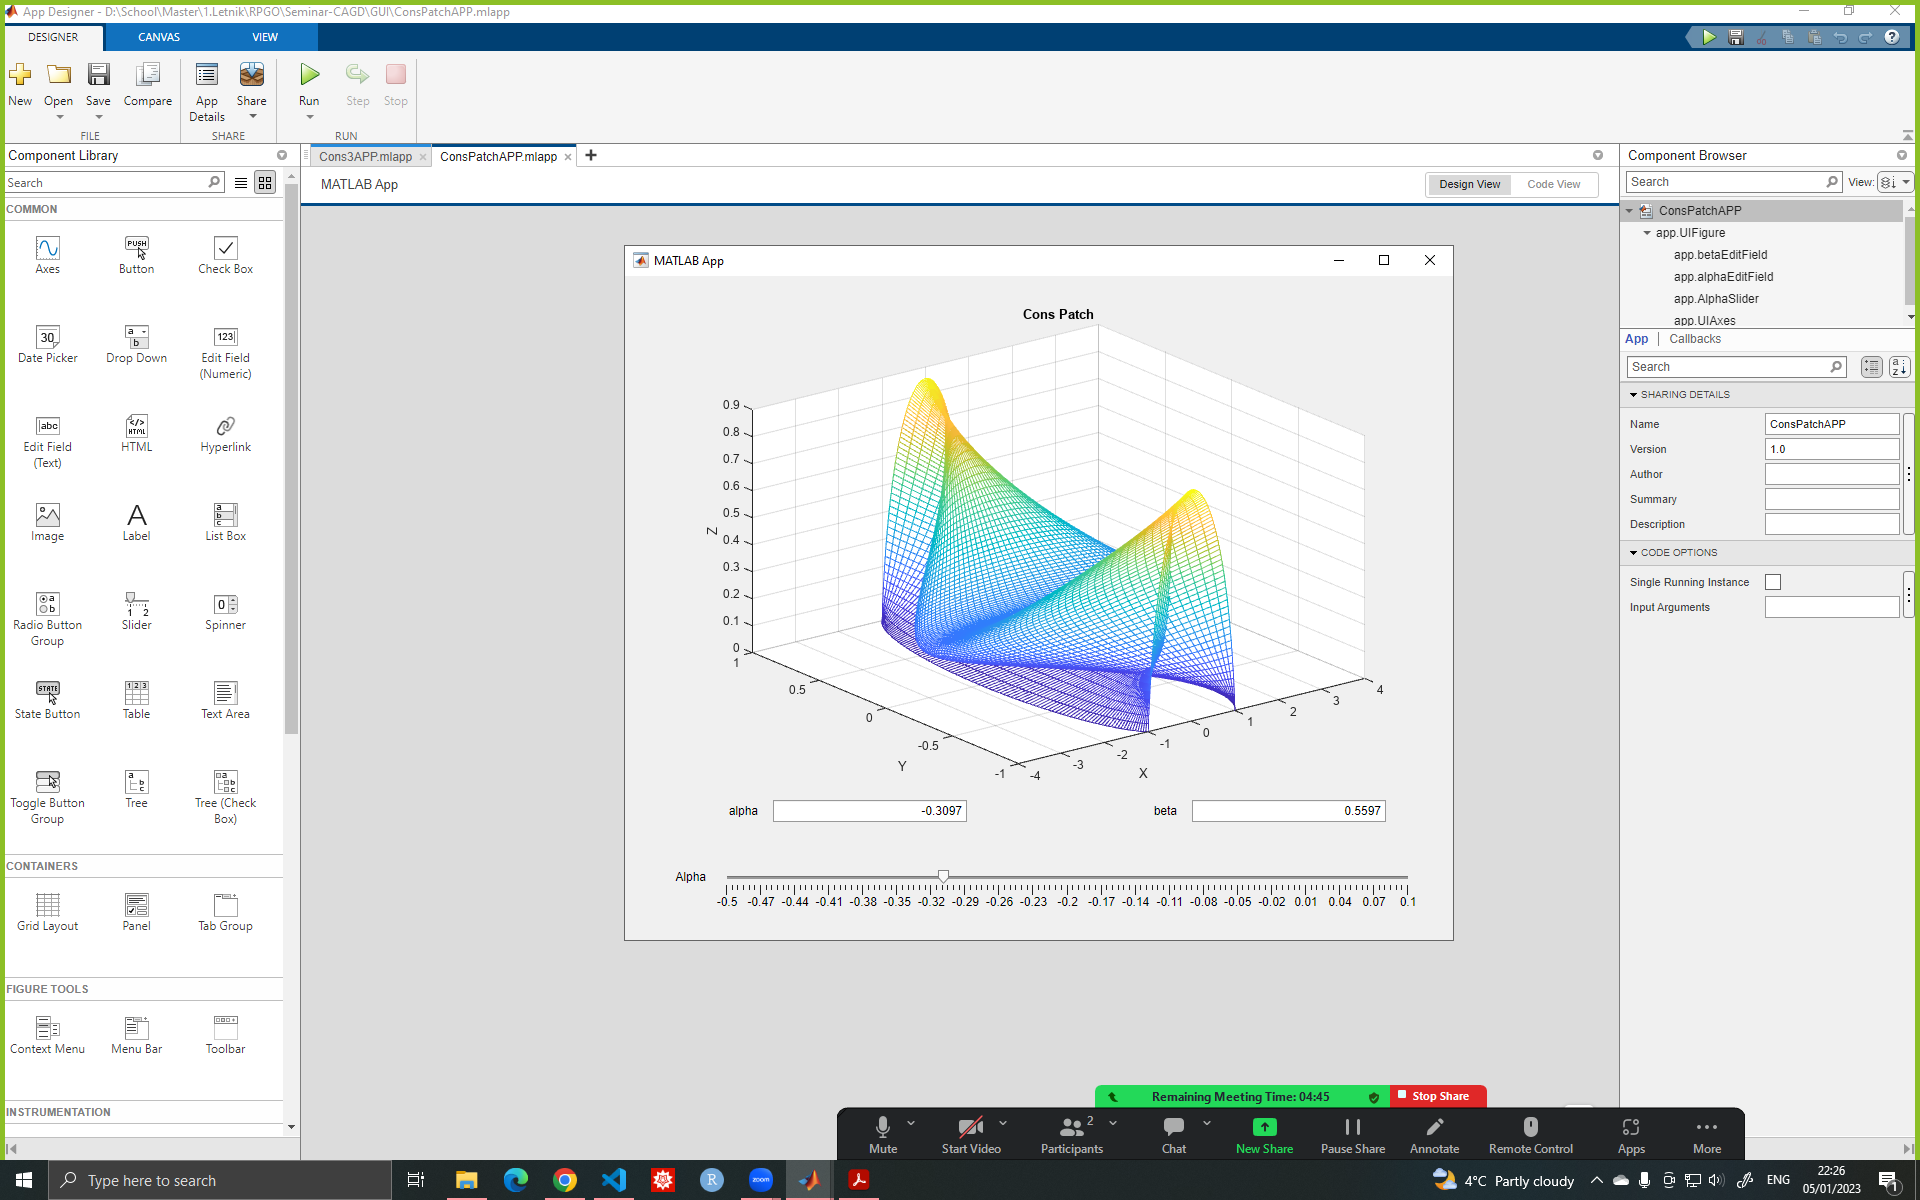 App Designer - D:\School\Master\1.Letnik\RPGO\Seminar-CAGD\GUI\ConsPatchAPP.mlapp
DESIGNER CANVAS VIEW
New Open Save Compare App Details Share Run Step Stop
FILE SHARE RUN
Component Library
Search
COMMON
Axes Button Check Box
30 Date Picker Drop Down Edit Field (Numeric)
Edit Field (Text) HTML Hyperlink
Image Label List Box
Radio Button Group Slider Spinner
State Button Table Text Area
Toggle Button Group Tree Tree (Check Box)
CONTAINERS
Grid Layout Panel Tab Group
FIGURE TOOLS
Context Menu Menu Bar Toolbar
INSTRUMENTATION
Cons3APP.mlapp ConsPatchAPP.mlapp
MATLAB App
Design View Code View
MATLAB App
Cons Patch
0.9
0.8
0.7
0.6
0.5
0.4
0.3
0.2
0.1
0
Z
1
0.5
0
-0.5
-1
Y
-4
-3
-2
-1
0
1
2
3
4
X
alpha -0.3097
beta 0.5597
Alpha
-0.5 -0.47 -0.44 -0.41 -0.38 -0.35 -0.32 -0.29 -0.26 -0.23 -0.2 -0.17 -0.14 -0.11 -0.08 -0.05 -0.02 0.01 0.04 0.07 0.1
Component Browser
Search View:
ConsPatchAPP
app.UIFigure
app.betaEditField
app.alphaEditField
app.AlphaSlider
app.UIAxes
App Callbacks
Search
SHARING DETAILS
Name ConsPatchAPP
Version 1.0
Author
Summary
Description
CODE OPTIONS
Single Running Instance
Input Arguments
Remaining Meeting Time: 04:45 Stop Share
Mute Start Video Participants 2 Chat New Share Pause Share Annotate Remote Control Apps More
Type here to search
zoom
4°C Partly cloudy
ENG
22:26
05/01/2023
1